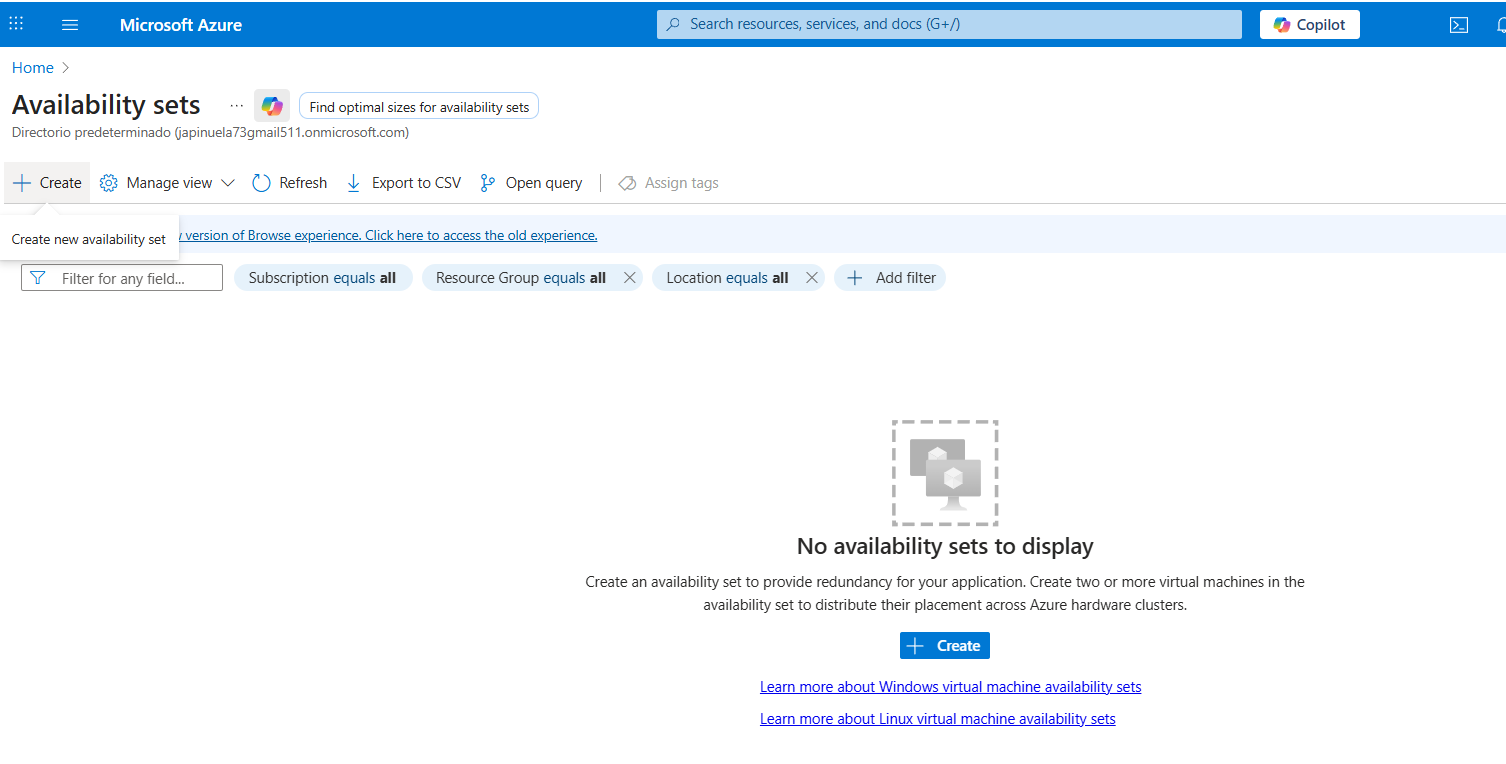 Microsoft Azure
Search resources, services, and docs (G+/)
Copilot
Home
Availability sets
...
Find optimal sizes for availability sets
Directorio predeterminado (japinuela73gmail511.onmicrosoft.com)
Create
Manage view
Refresh
Export to CSV
Open query
Assign tags
Create new availability set
version of Browse experience. Click here to access the old experience.
Filter for any field...
Subscription equals all
Resource Group equals all
Location equals all
Add filter
No availability sets to display
Create an availability set to provide redundancy for your application. Create two or more virtual machines in the
availability set to distribute their placement across Azure hardware clusters.
Create
Learn more about Windows virtual machine availability sets
Learn more about Linux virtual machine availability sets